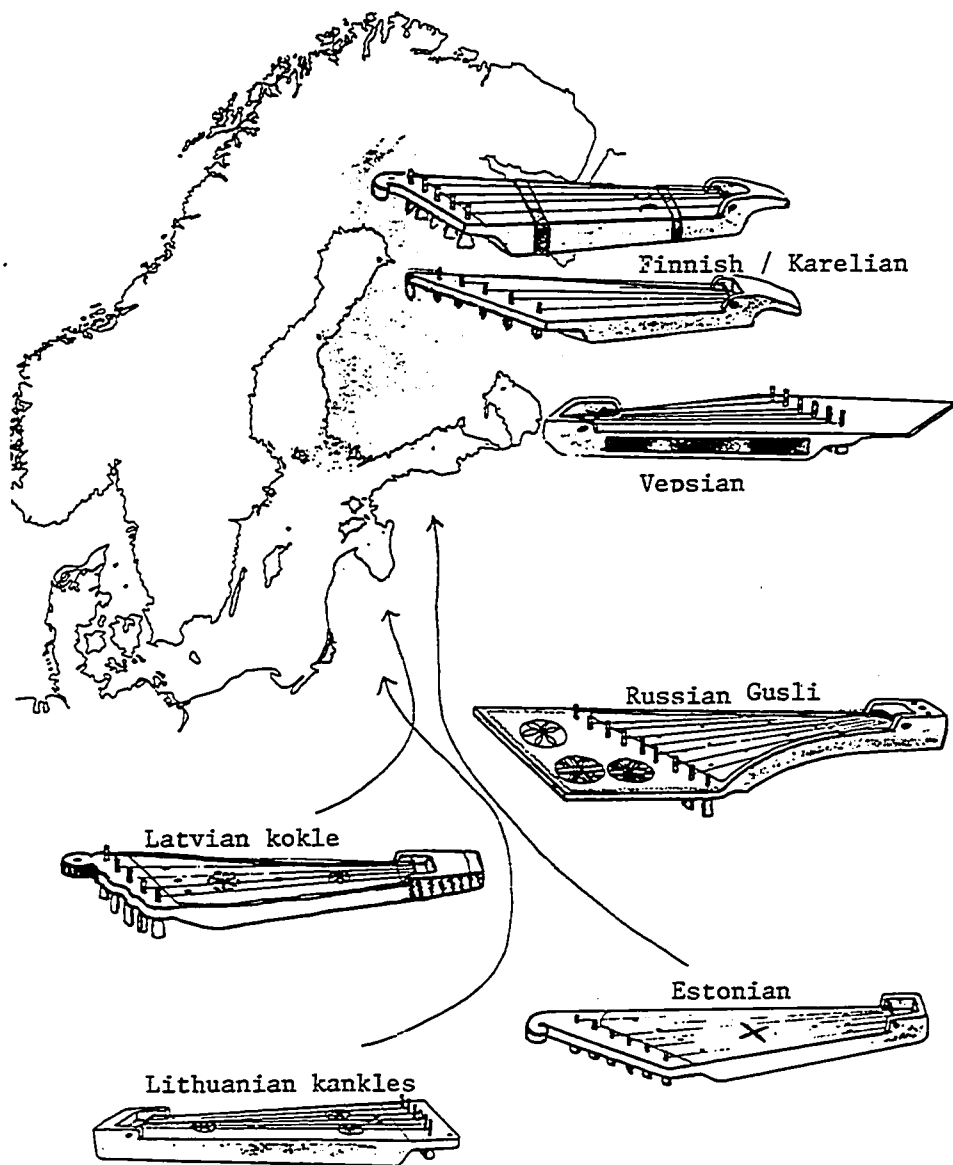 Finnish / Karelian
Vepsian
Russian Gusli
Latvian kokle
Estonian
Lithuanian kankles